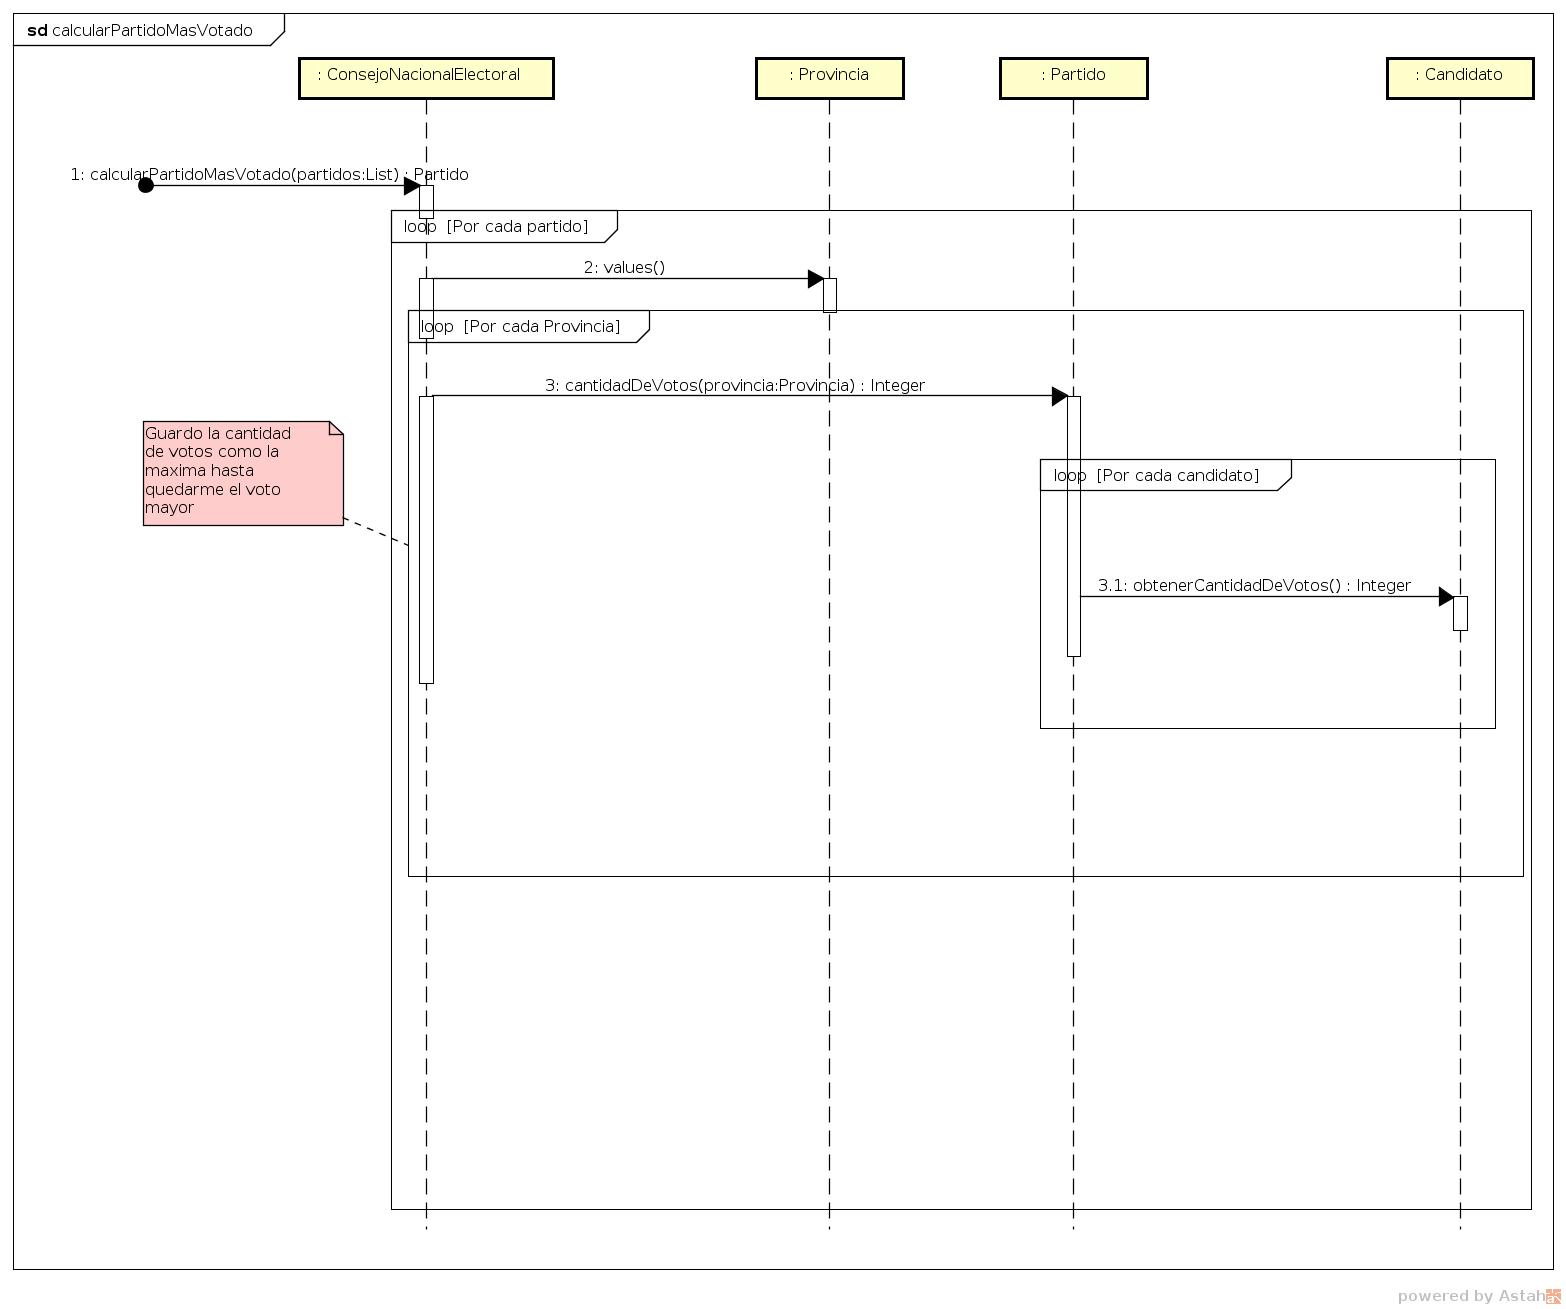 sd calcularPartidoMasVotado
: ConsejoNacionalElectoral
: Provincia
: Partido
: Candidato
1: calcularPartidoMasVotado(partidos:List) : Partido
loop [Por cada partido]
2: values()
loop [Por cada Provincia]
3: cantidadDeVotos(provincia:Provincia) : Integer
Guardo la cantidad
de votos como la
maxima hasta
quedarme el voto
mayor
loop [Por cada candidato]
3.1: obtenerCantidadDeVotos() : Integer
powered by Astah